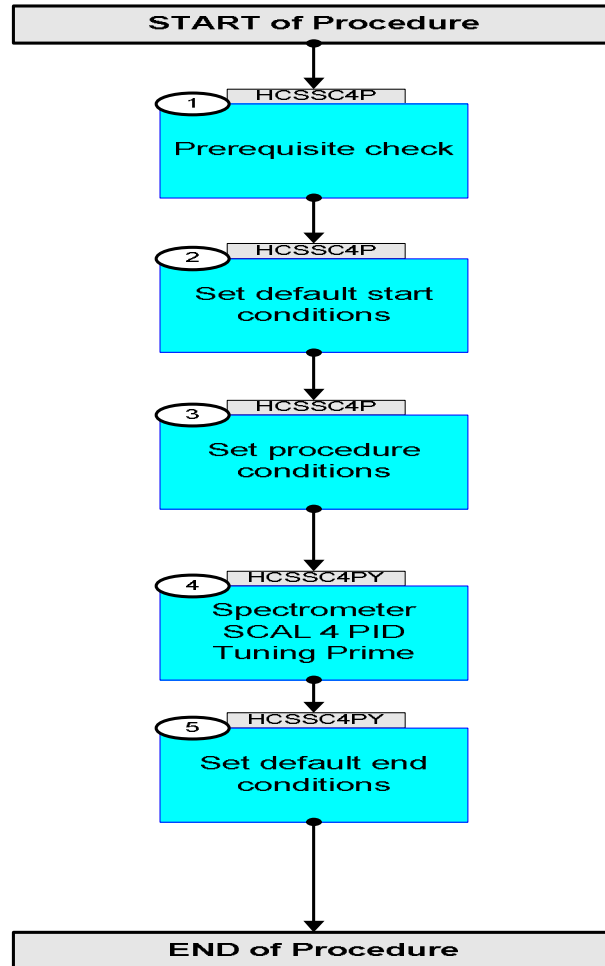 START of Procedure
HCSSC4P
1
Prerequisite check
HCSSC4P
2
Set default start
conditions
HCSSC4P
3
Set procedure
conditions
HCSSC4PY
4
Spectrometer
SCAL 4 PID
Tuning Prime
HCSSC4PY
5
Set default end
conditions
END of Procedure